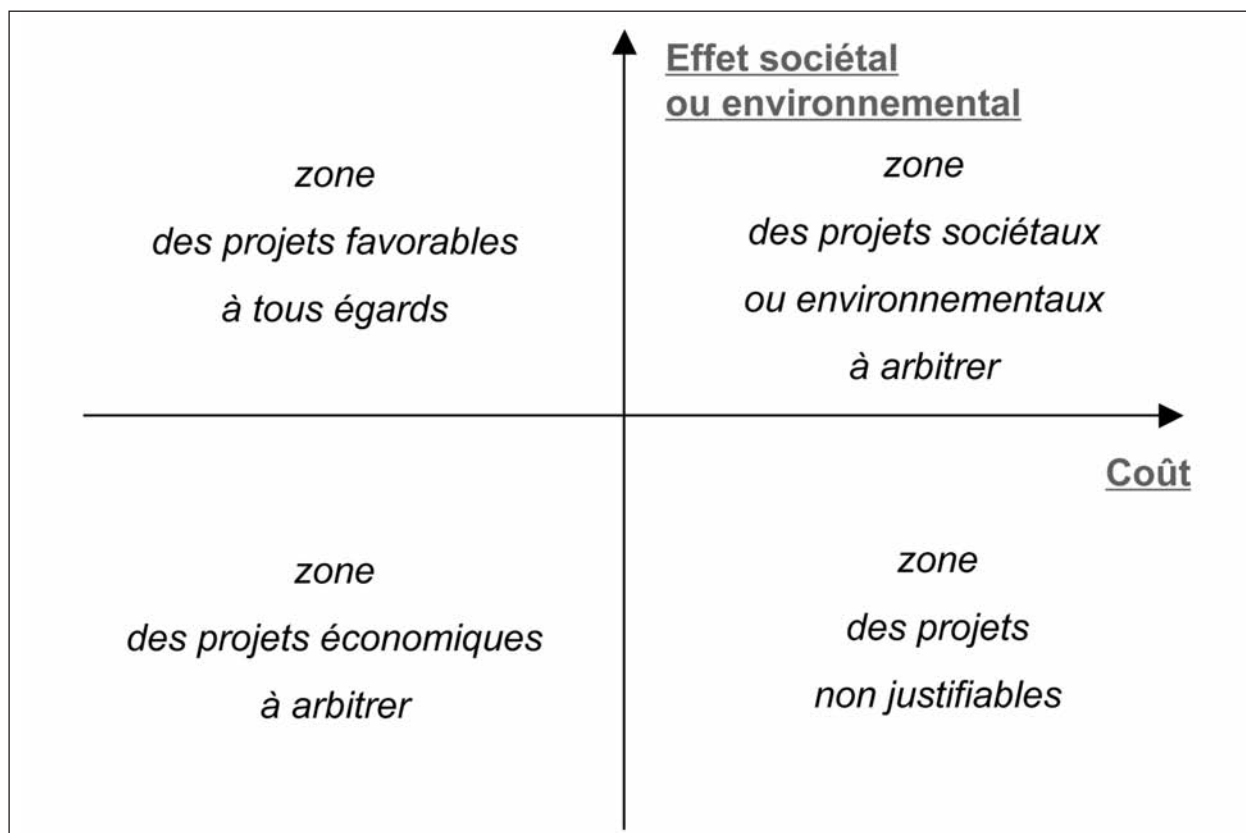 Effet sociétal
ou environnemental
zone
des projets favorables
à tous égards
zone
des projets sociétaux
ou environnementaux
à arbitrer
Coût
zone
des projets économiques
à arbitrer
zone
des projets
non justifiables